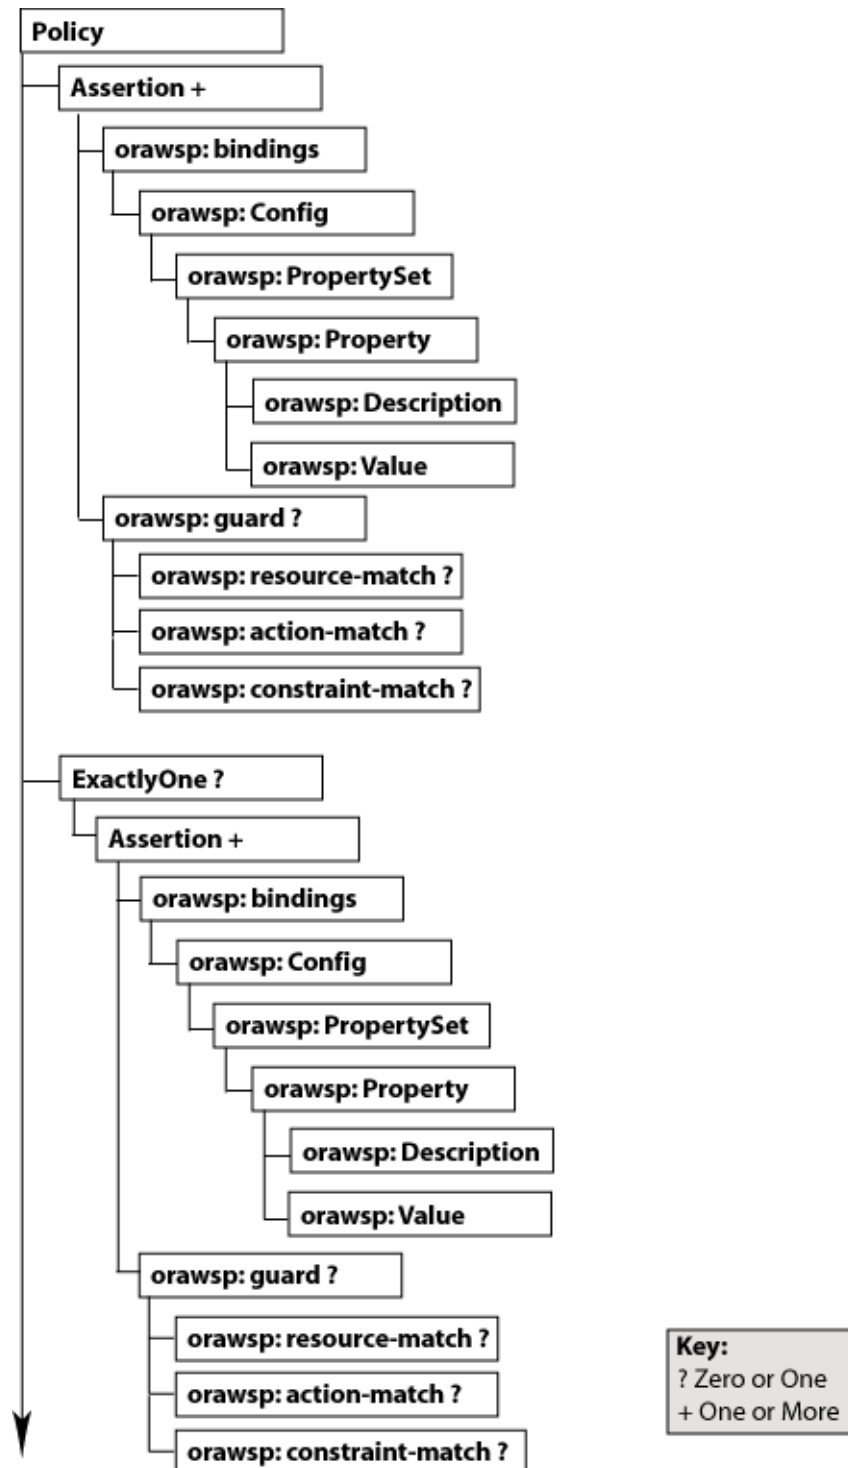 Policy
Assertion +
orawsp: bindings
orawsp: Config
orawsp: PropertySet
orawsp: Property
orawsp: Description
orawsp: Value
orawsp: guard ?
orawsp: resource-match ?
orawsp: action-match ?
orawsp: constraint-match ?
ExactlyOne ?
Assertion +
orawsp: bindings
orawsp: Config
orawsp: PropertySet
orawsp: Property
orawsp: Description
orawsp: Value
orawsp: guard ?
orawsp: resource-match ?
orawsp: action-match ?
orawsp: constraint-match ?
Key:
? Zero or One
+ One or More